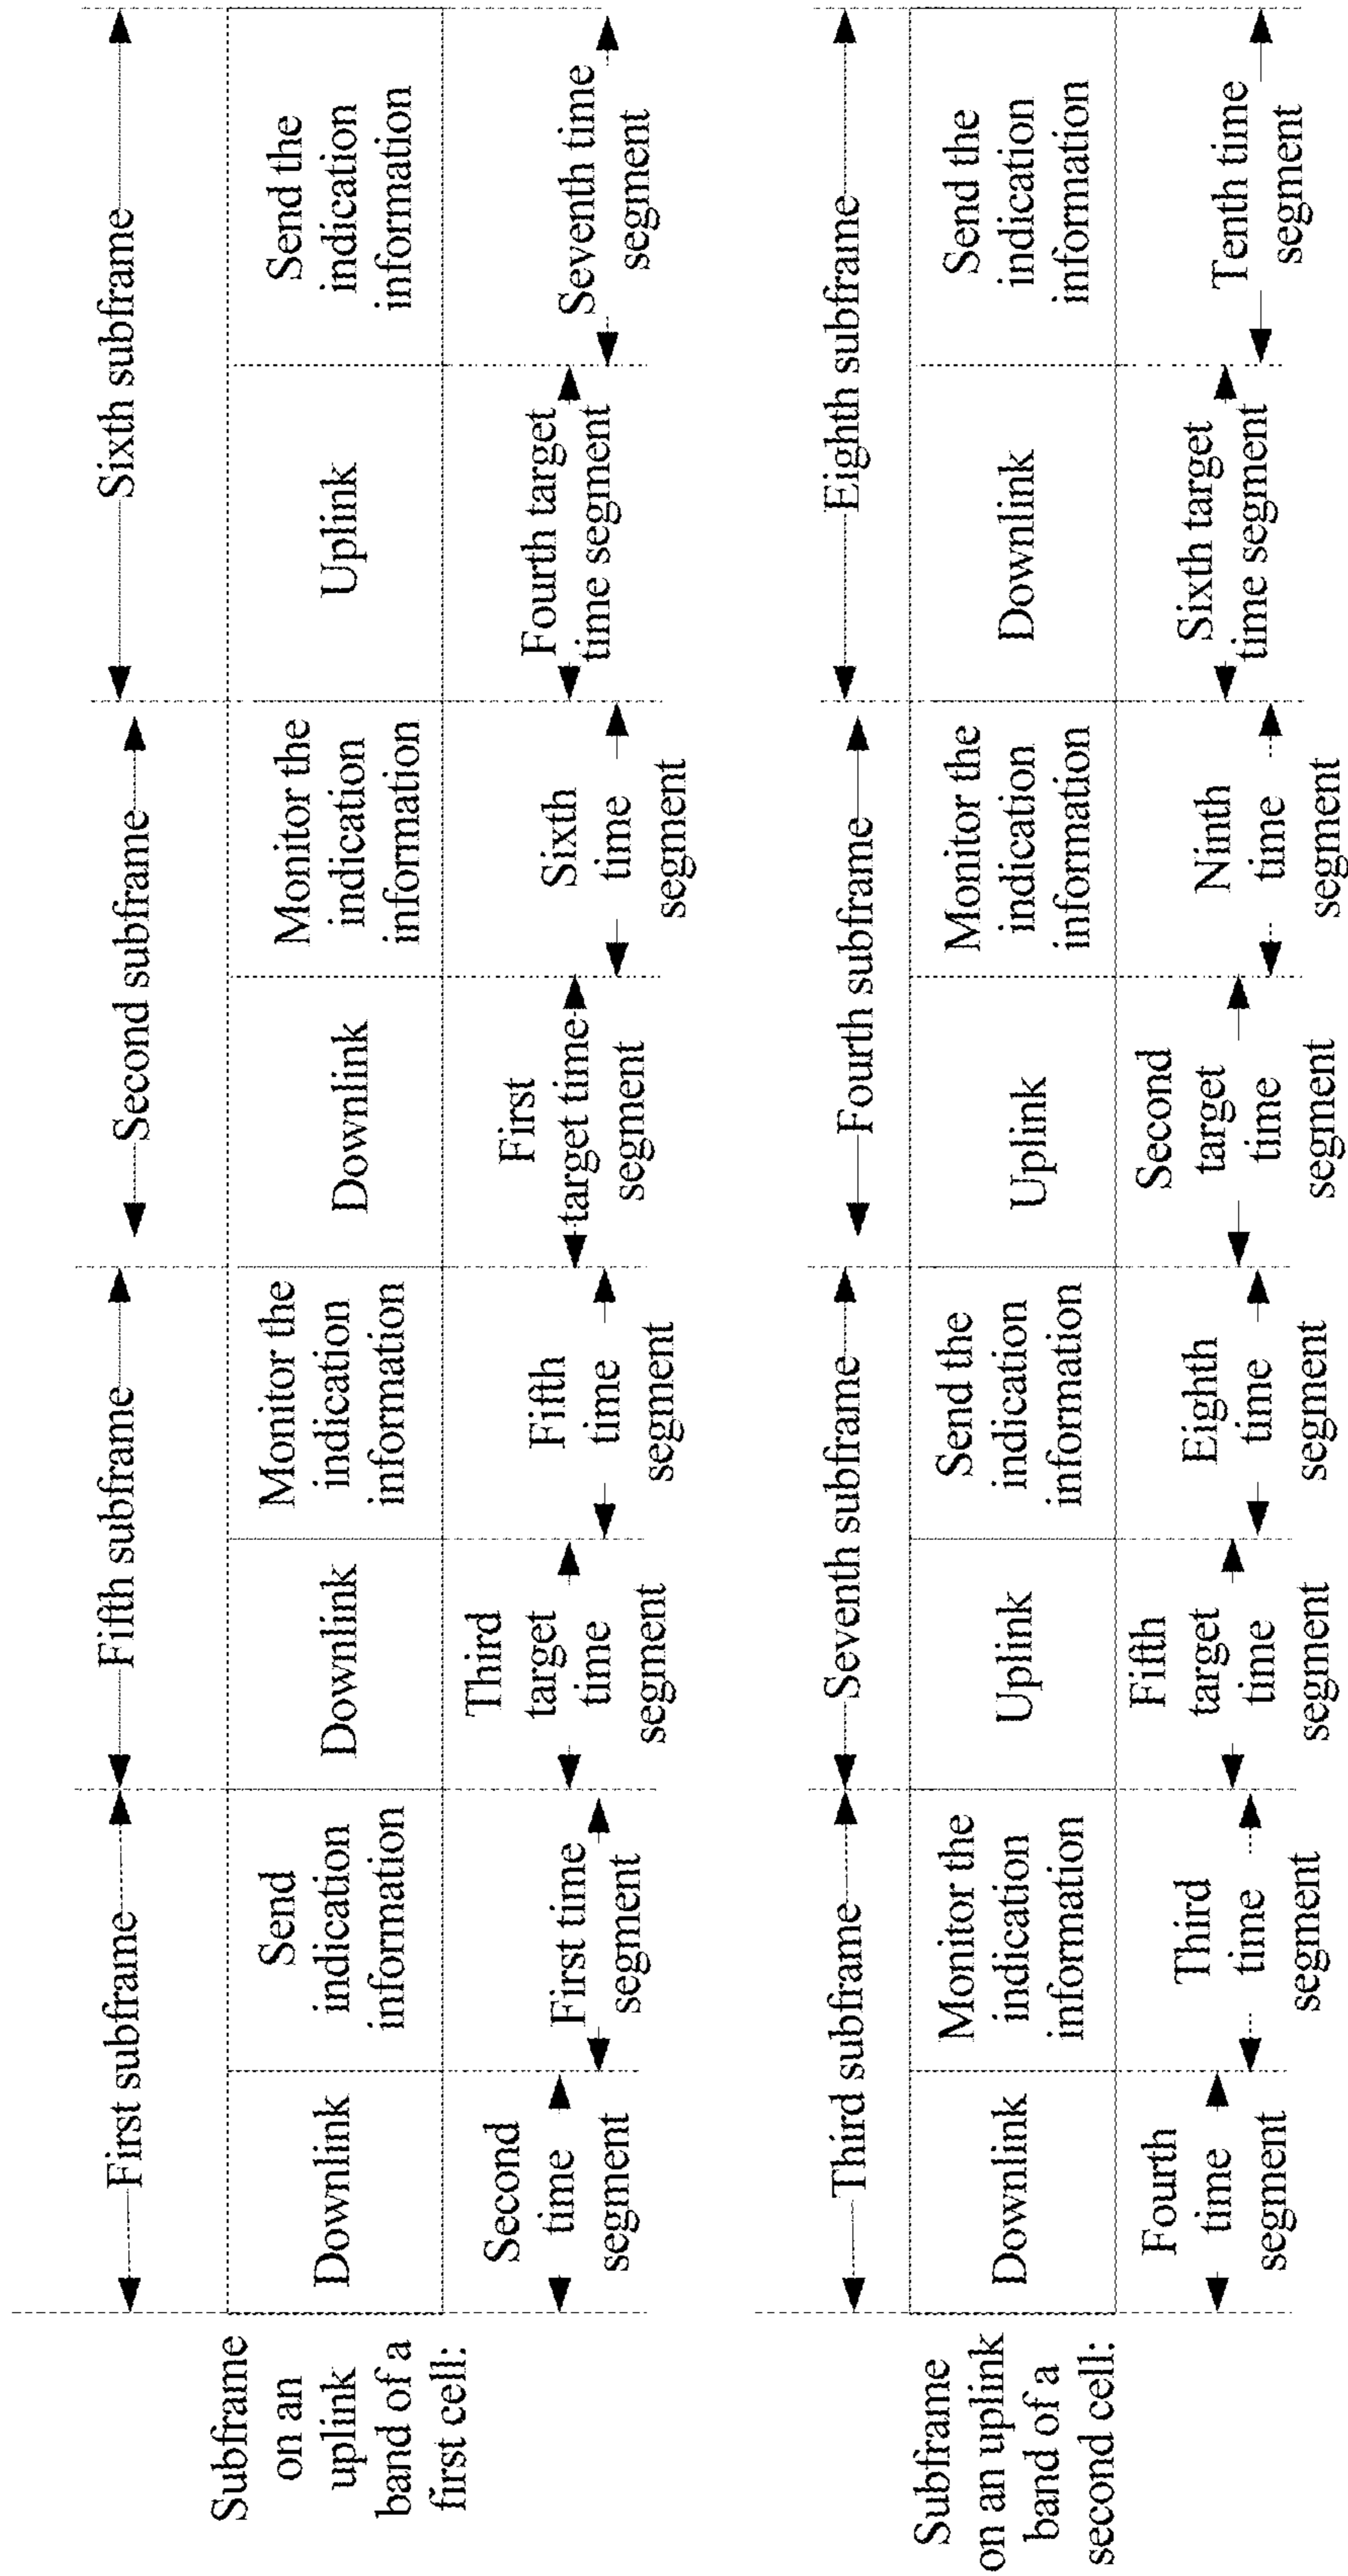 First subframe
Fifth subframe
Second subframe
Sixth subframe
Subframe
on an
uplink
band of a
first cell:
Downlink
Send
indication
information
Downlink
Monitor the
indication
information
Downlink
Monitor the
indication
information
Uplink
Send the
indication
information
Second
time
segment
First time
segment
Third
target
time
segment
Fifth
time
segment
First
target time
segment
Sixth
time
segment
Fourth target
time segment
Seventh time
segment
Third subframe
Seventh subframe
Fourth subframe
Eighth subframe
Subframe
on an uplink
band of a
second cell:
Downlink
Monitor the
indication
information
Uplink
Send the
indication
information
Uplink
Monitor the
indication
information
Downlink
Send the
indication
information
Fourth
time
segment
Third
time
segment
Fifth
target
time
segment
Eighth
time
segment
Second
target
time
segment
Ninth
time
segment
Sixth target
time segment
Tenth time
segment